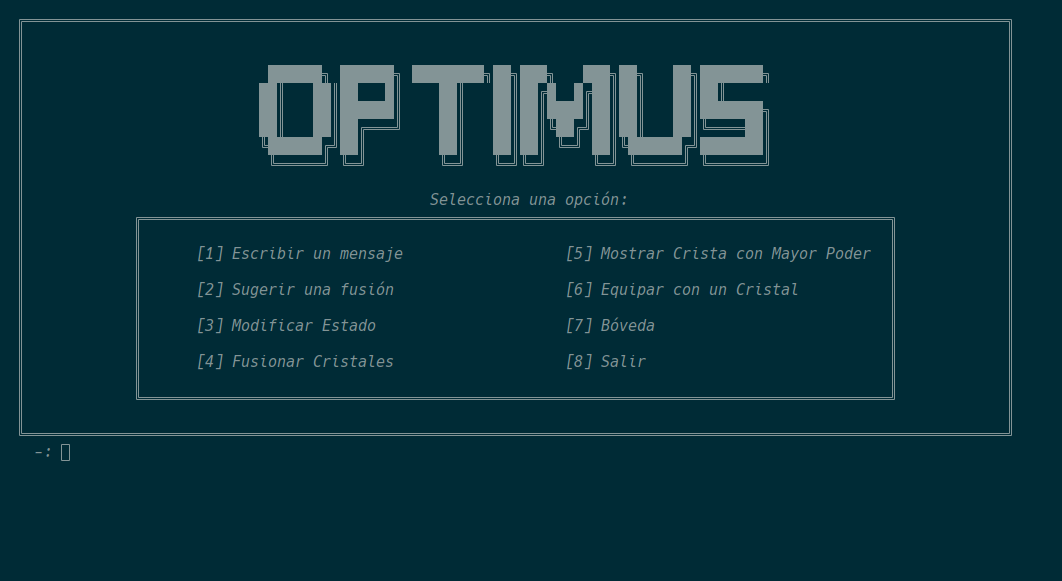 OPTIMUS
Selecciona una opción:
[1] Escribir un mensaje
[2] Sugerir una fusión
[3] Modificar Estado
[4] Fusionar Cristales
[5] Mostrar Crista con Mayor Poder
[6] Equipar con un Cristal
[7] Bóveda
[8] Salir
-: